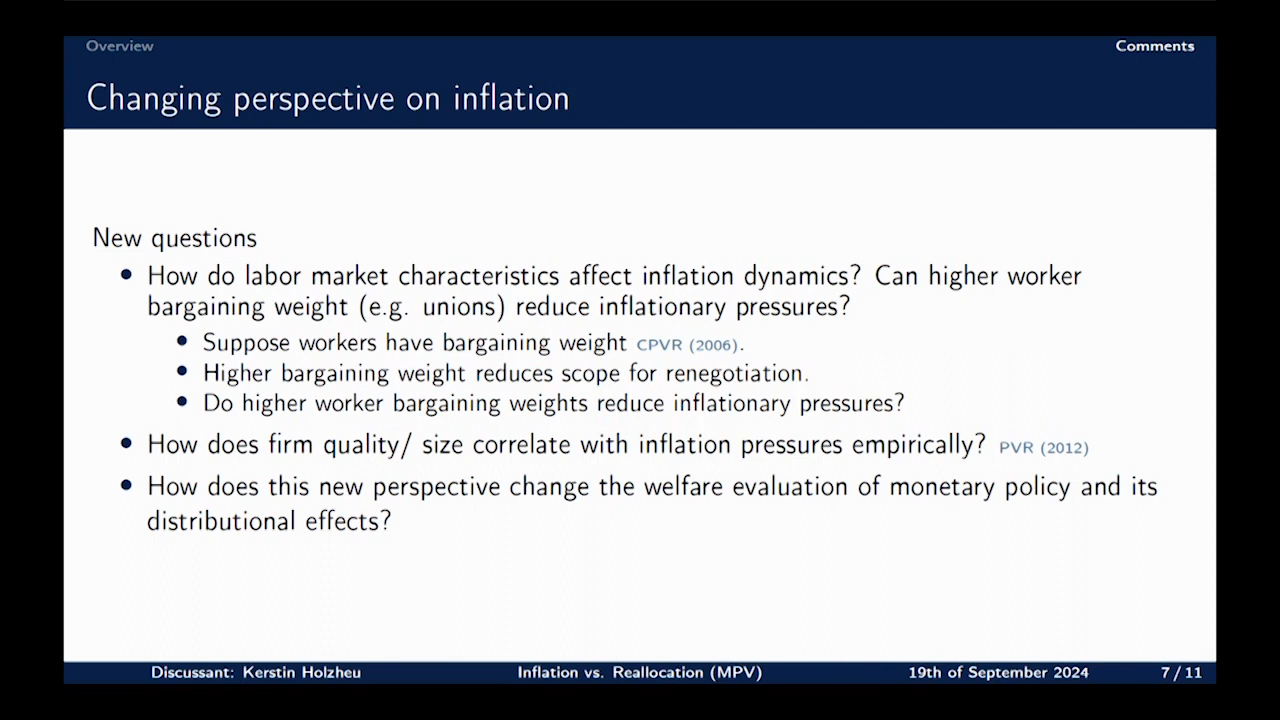 Overview
Comments
Changing perspective on inflation
New questions
• How do labor market characteristics affect inflation dynamics? Can higher worker
bargaining weight (e.g. unions) reduce inflationary pressures?
• Suppose workers have bargaining weight CPVR (2006).
• Higher bargaining weight reduces scope for renegotiation.
• Do higher worker bargaining weights reduce inflationary pressures?
• How does firm quality/ size correlate with inflation pressures empirically? PVR (2012)
• How does this new perspective change the welfare evaluation of monetary policy and its
distributional effects?
Discussant: Kerstin Holzheu
Inflation vs. Reallocation (MPV)
19th of September 2024
7 / 11